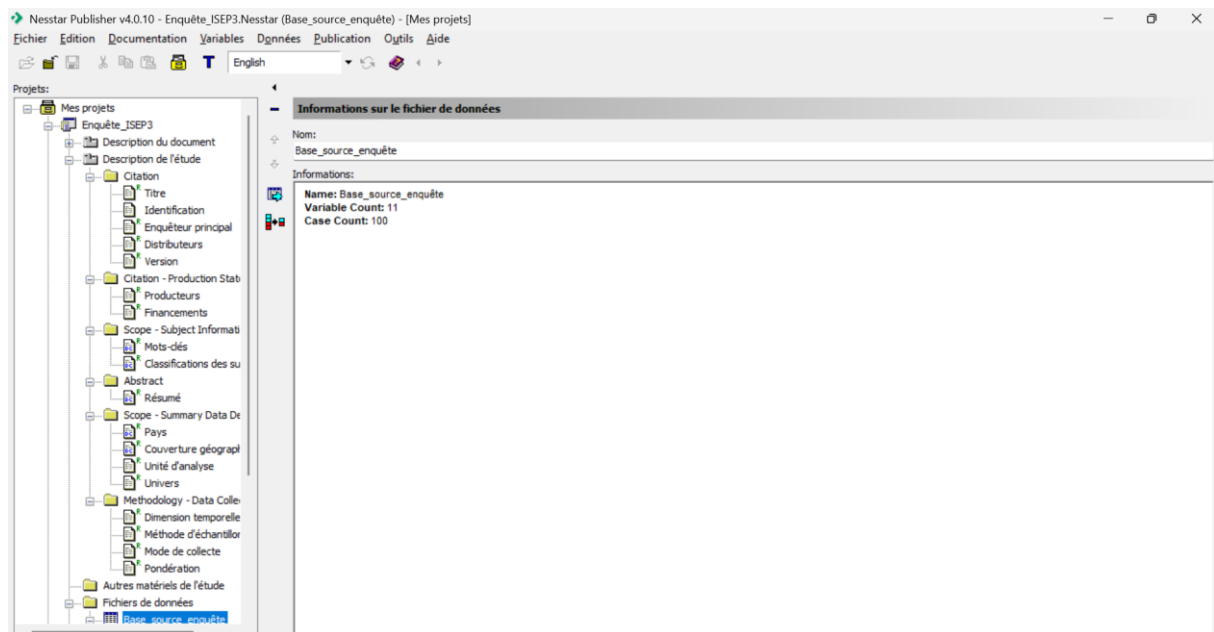 Nesstar Publisher v4.0.10 - Enquête_ISEP3.Nesstar (Base_source_enquête) - [Mes projets]
Fichier Edition Documentation Variables Données Publication Outils Aide
T English
Projets:
Mes projets
Enquête_ISEP3
Description du document
Description de l'étude
Citation
Titre
Identification
Enquêteur principal
Distributeurs
Version
Citation - Production Stat
Producteurs
Financements
Scope - Subject Informati
Mots-clés
Classifications des su
Abstract
Résumé
Scope - Summary Data De
Pays
Couverture géograph
Unité d'analyse
Univers
Methodology - Data Colle
Dimension temporelle
Méthode d'échantillon
Mode de collecte
Pondération
Autres matériels de l'étude
Fichiers de données
Base_source_enquête
Informations sur le fichier de données
Nom:
Base_source_enquête
Informations:
Name: Base_source_enquête
Variable Count: 11
Case Count: 100